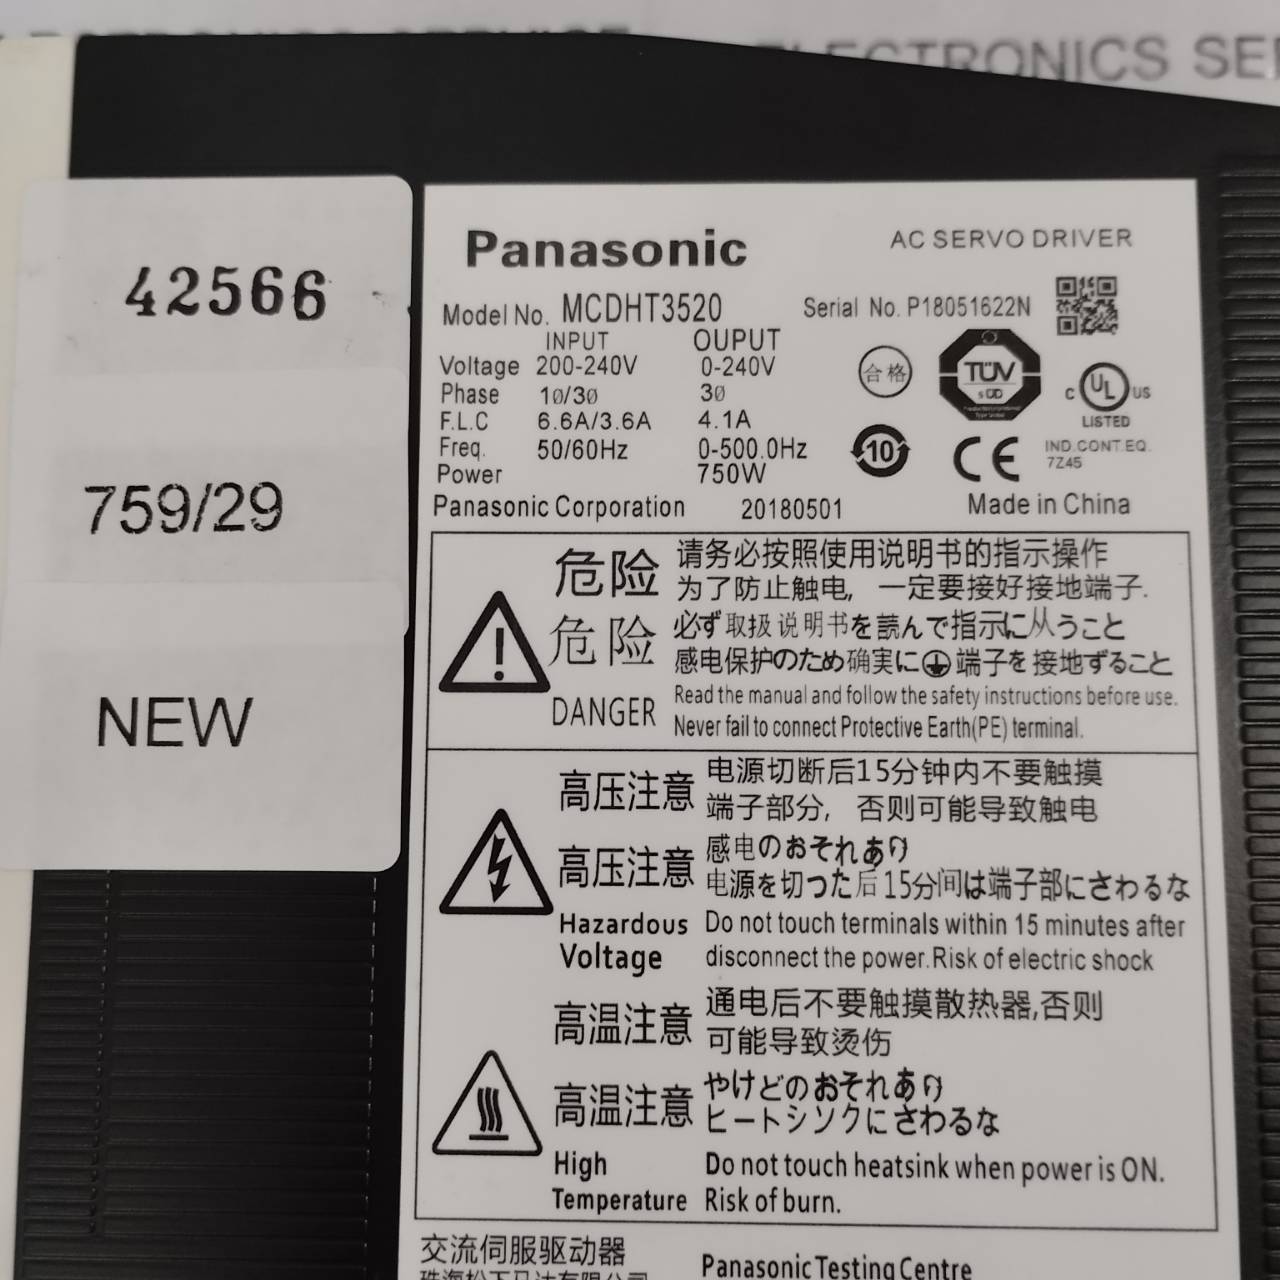 ELECTRONICS SE
42566
759/29
NEW
Panasonic
AC SERVO DRIVER
Model No. MCDHT3520
Serial No. P18051622N
INPUT OUPUT
Voltage 200-240V 0-240V
Phase 1Ø/3Ø 3Ø
F.L.C 6.6A/3.6A 4.1A
Freq. 50/60Hz 0-500.0Hz
Power 750W
合格
TÜV
SÜD
C UL US
LISTED
10
CE
IND.CONT.EQ.
7Z45
Panasonic Corporation 20180501 Made in China
危险
请务必按照使用说明书的指示操作
为了防止触电, 一定要接好接地端子.
危险
必ず取扱说明书を読んで指示に从うこと
感电保护のため确実に⏚端子を接地ずること
DANGER
Read the manual and follow the safety instructions before use.
Never fail to connect Protective Earth(PE) terminal.
高压注意
电源切断后15分钟内不要触摸
端子部分, 否则可能导致触电
高压注意
感电のおそれあり
电源を切つた后15分间は端子部にさわるな
Hazardous
Voltage
Do not touch terminals within 15 minutes after
disconnect the power.Risk of electric shock
高温注意
通电后不要触摸散热器,否则
可能导致烫伤
高温注意
やけどのおそれあり
ヒートシソクにさわるな
High
Temperature
Do not touch heatsink when power is ON.
Risk of burn.
交流伺服驱动器
Panasonic Testing Centre